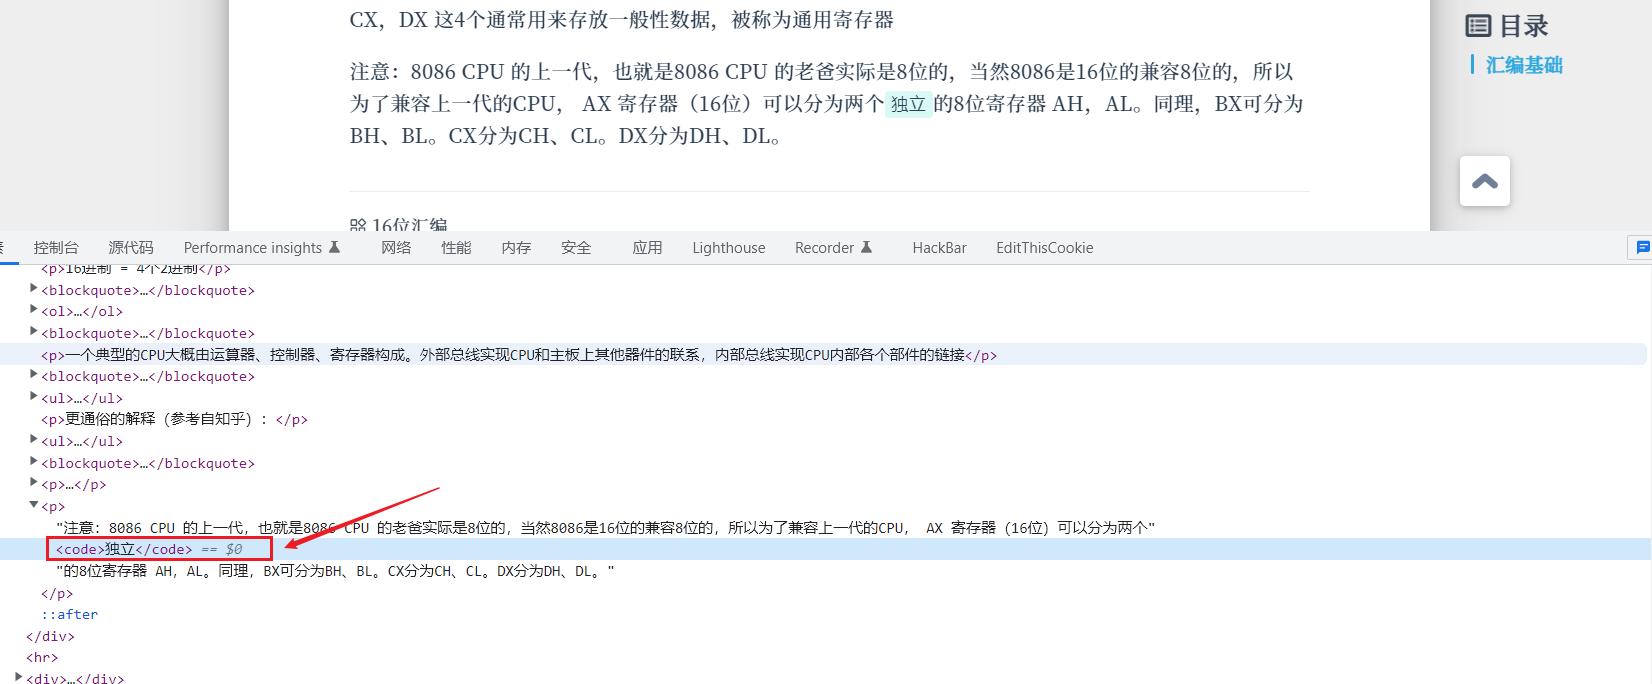 CX，DX 这4个通常用来存放一般性数据，被称为通用寄存器
目录
汇编基础
注意：8086 CPU 的上一代，也就是8086 CPU 的老爸实际是8位的，当然8086是16位的兼容8位的，所以
为了兼容上一代的CPU， AX 寄存器（16位）可以分为两个 独立 的8位寄存器 AH，AL。同理，BX可分为
BH、BL。CX分为CH、CL。DX分为DH、DL。
16位汇编
控制台 源代码 Performance insights 网络 性能 内存 安全 应用 Lighthouse Recorder HackBar EditThisCookie
<p>16进制 = 4个2进制</p>
<blockquote>…</blockquote>
<ol>…</ol>
<blockquote>…</blockquote>
<p>一个典型的CPU大概由运算器、控制器、寄存器构成。外部总线实现CPU和主板上其他器件的联系，内部总线实现CPU内部各个部件的链接</p>
<blockquote>…</blockquote>
<ul>…</ul>
<p>更通俗的解释（参考自知乎）：</p>
<ul>…</ul>
<blockquote>…</blockquote>
<p>…</p>
<p>
"注意：8086 CPU 的上一代，也就是8086 CPU 的老爸实际是8位的，当然8086是16位的兼容8位的，所以为了兼容上一代的CPU， AX 寄存器（16位）可以分为两个"
<code>独立</code> == $0
"的8位寄存器 AH，AL。同理，BX可分为BH、BL。CX分为CH、CL。DX分为DH、DL。"
</p>
::after
</div>
<hr>
<div>…</div>